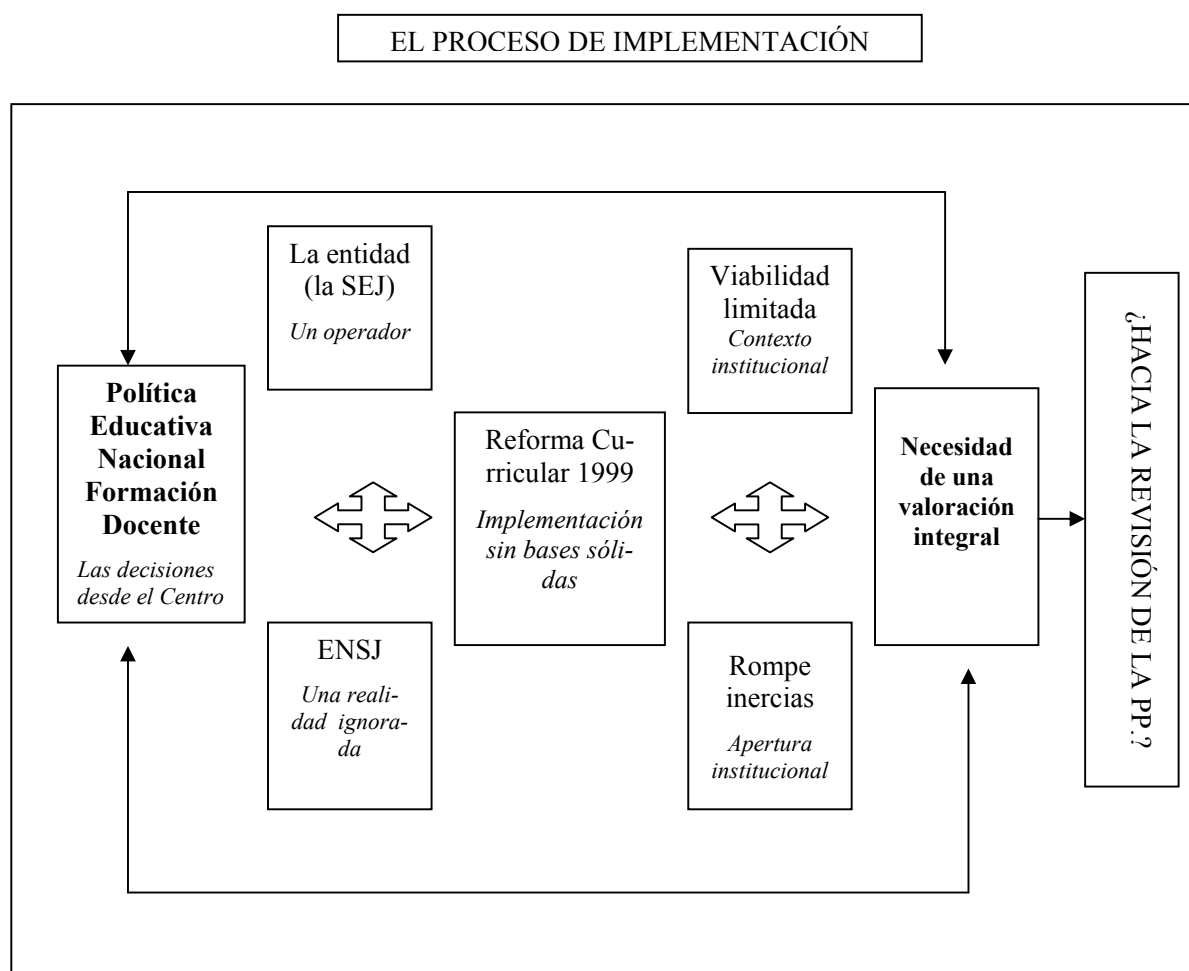 EL PROCESO DE IMPLEMENTACIÓN
La entidad
(la SEJ)
Un operador
Viabilidad
limitada
Contexto
institucional
Política
Educativa
Nacional
Formación
Docente
Las decisiones
desde el Centro
Reforma Cu-
rricular 1999
Implementación
sin bases sóli-
das
Necesidad
de una
valoración
integral
¿HACIA LA REVISIÓN DE LA PP.?
ENSJ
Una reali-
dad ignora-
da
Rompe
inercias
Apertura
institucional